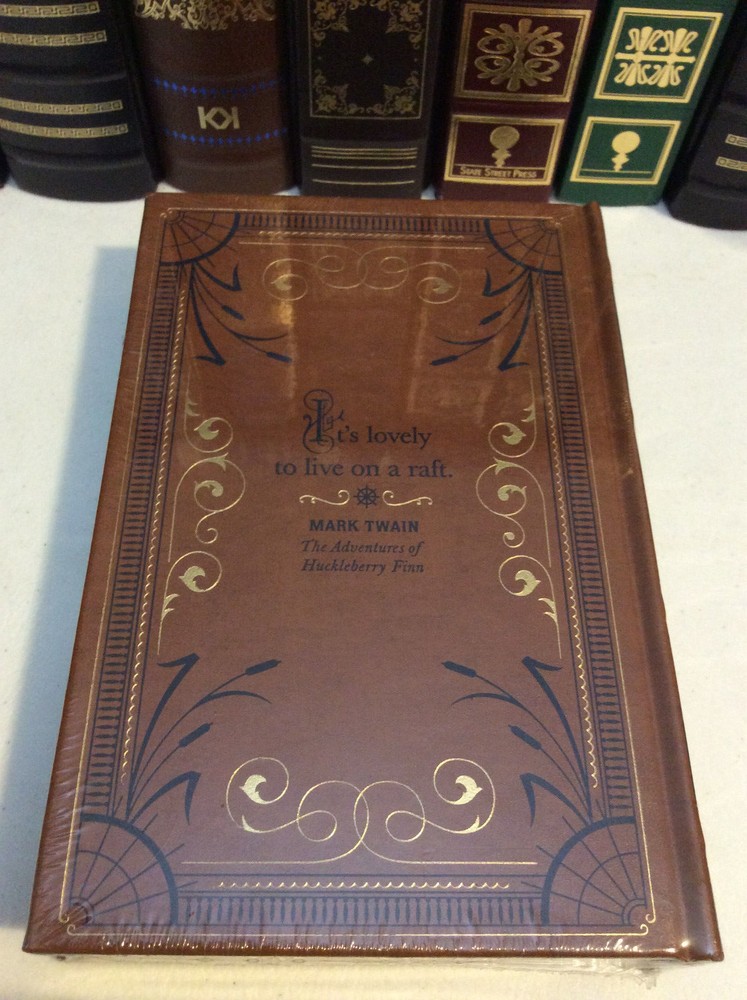 KK
STATE STREET PRESS
It's lovely
to live on a raft.
MARK TWAIN
The Adventures of
Huckleberry Finn